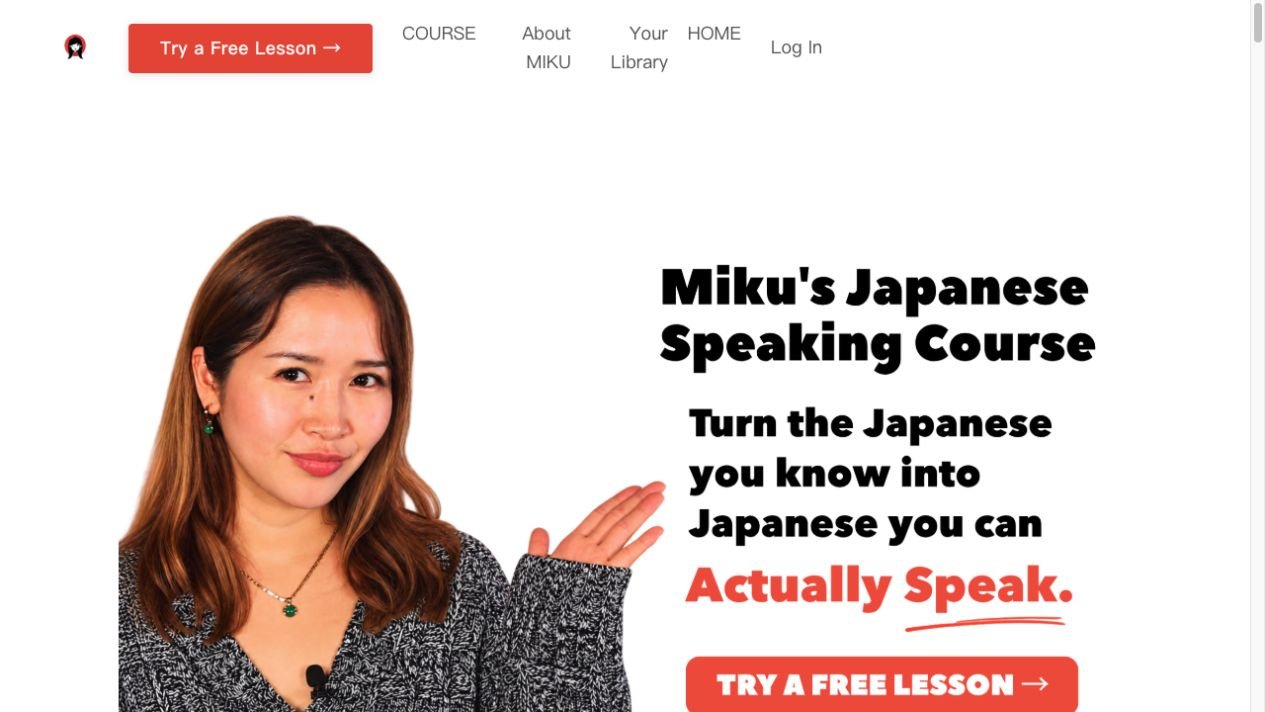 Try a Free Lesson →
COURSE
About
MIKU
Your
Library
HOME
Log In
Miku's Japanese
Speaking Course
Turn the Japanese
you know into
Japanese you can
Actually Speak.
TRY A FREE LESSON →